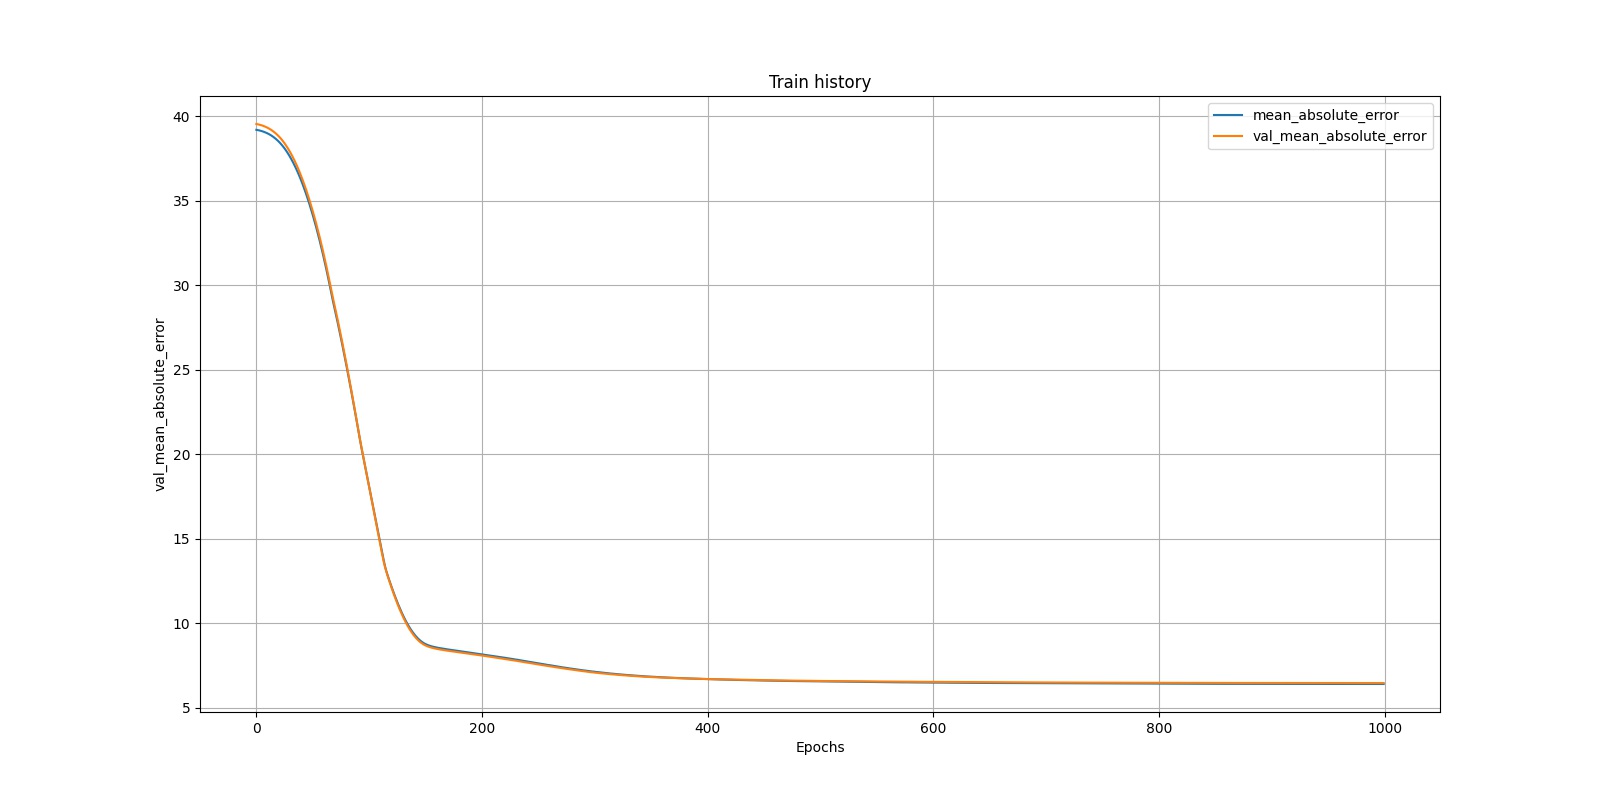 Train history
mean_absolute_error
val_mean_absolute_error
val_mean_absolute_error
40
35
30
25
20
15
10
5
0 200 400 600 800 1000
Epochs